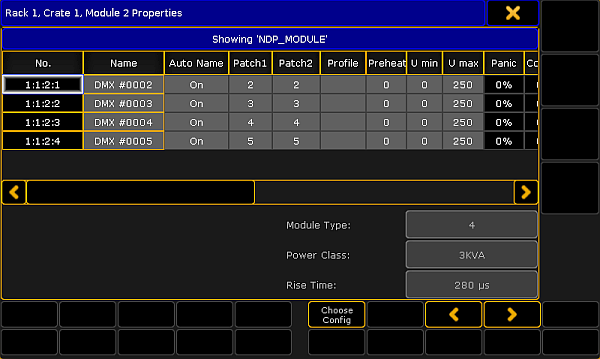 Rack 1, Crate 1, Module 2 Properties
Showing 'NDP_MODULE'
No. Name Auto Name Patch1 Patch2 Profile Preheat U min U max Panic
1:1:2:1 DMX #0002 On 2 2 0 0 250 0%
1:1:2:2 DMX #0003 On 3 3 0 0 250 0%
1:1:2:3 DMX #0004 On 4 4 0 0 250 0%
1:1:2:4 DMX #0005 On 5 5 0 0 250 0%
Module Type: 4
Power Class: 3KVA
Rise Time: 280 µs
Choose
Config